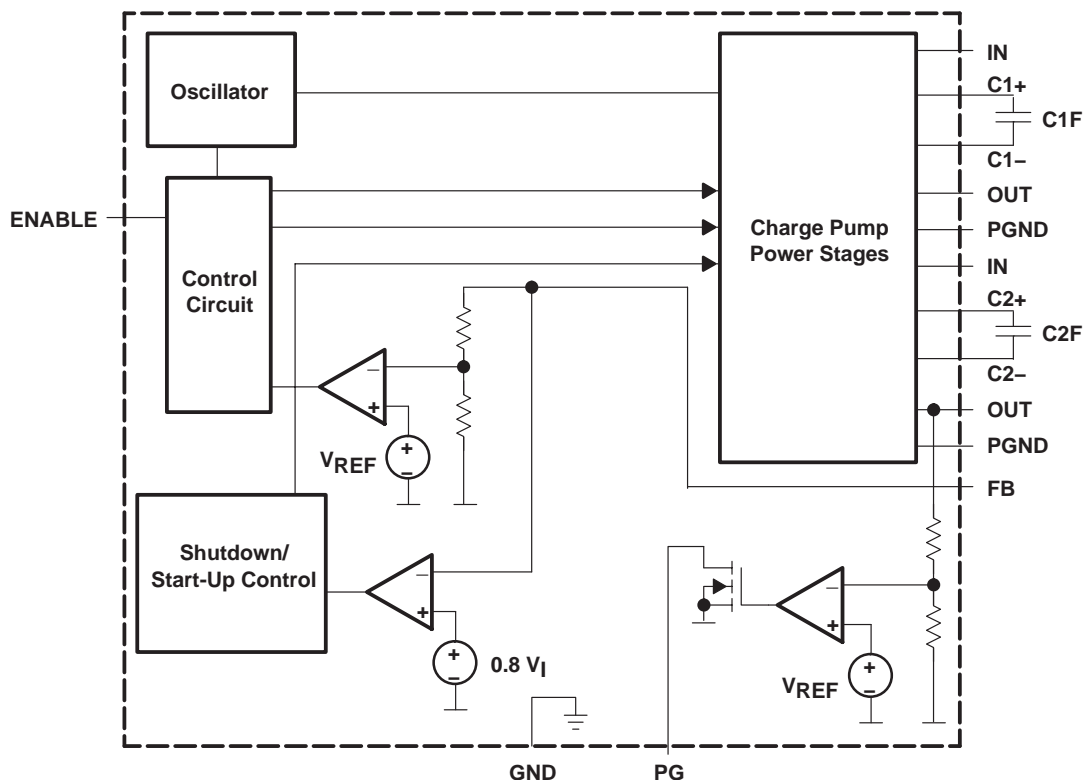 Oscillator
ENABLE
Control
Circuit
Charge Pump
Power Stages
IN
C1+
C1F
C1–
OUT
PGND
IN
C2+
C2F
C2–
OUT
PGND
FB
–
+
+
–
VREF
Shutdown/
Start-Up Control
–
+
+
–
0.8 VI
–
+
+
–
VREF
GND
PG